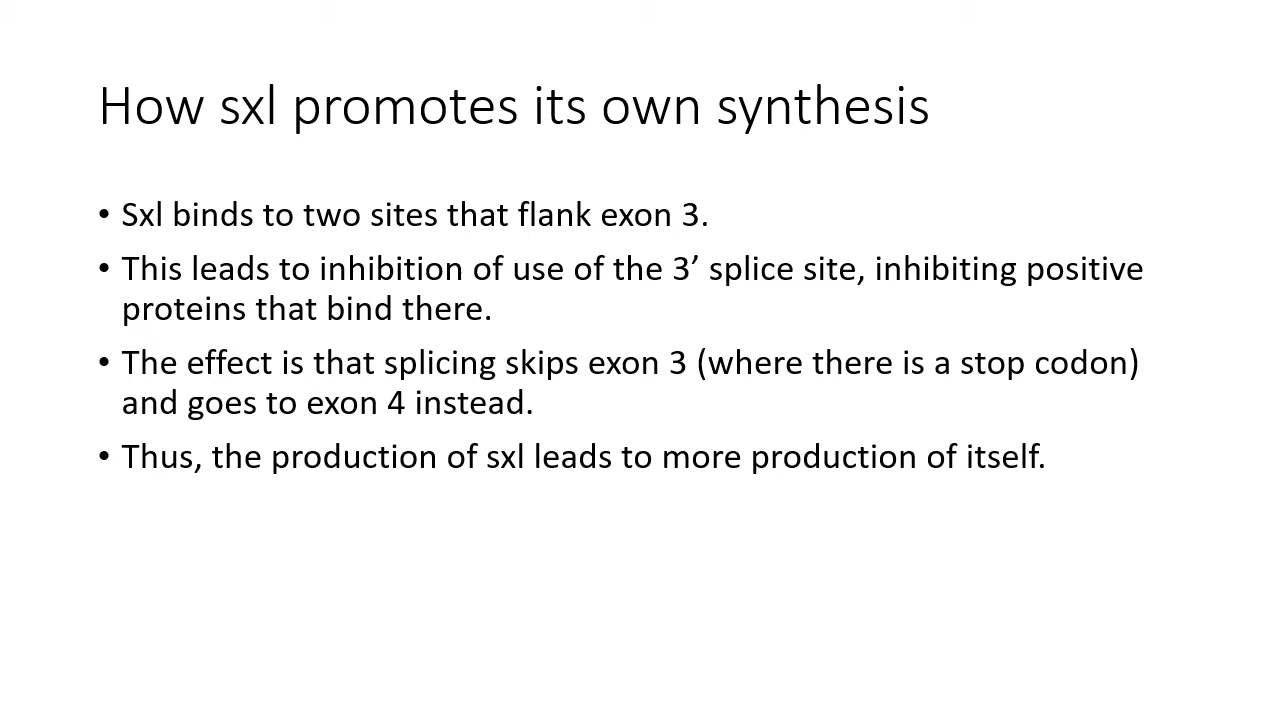 How sxl promotes its own synthesis
• Sxl binds to two sites that flank exon 3.
• This leads to inhibition of use of the 3’ splice site, inhibiting positive
proteins that bind there.
• The effect is that splicing skips exon 3 (where there is a stop codon)
and goes to exon 4 instead.
• Thus, the production of sxl leads to more production of itself.